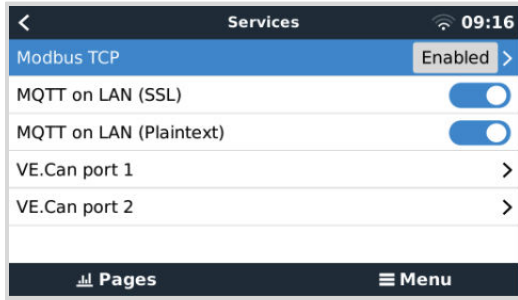 Services 09:16
Modbus TCP Enabled
MQTT on LAN (SSL)
MQTT on LAN (Plaintext)
VE.Can port 1
VE.Can port 2
Pages Menu